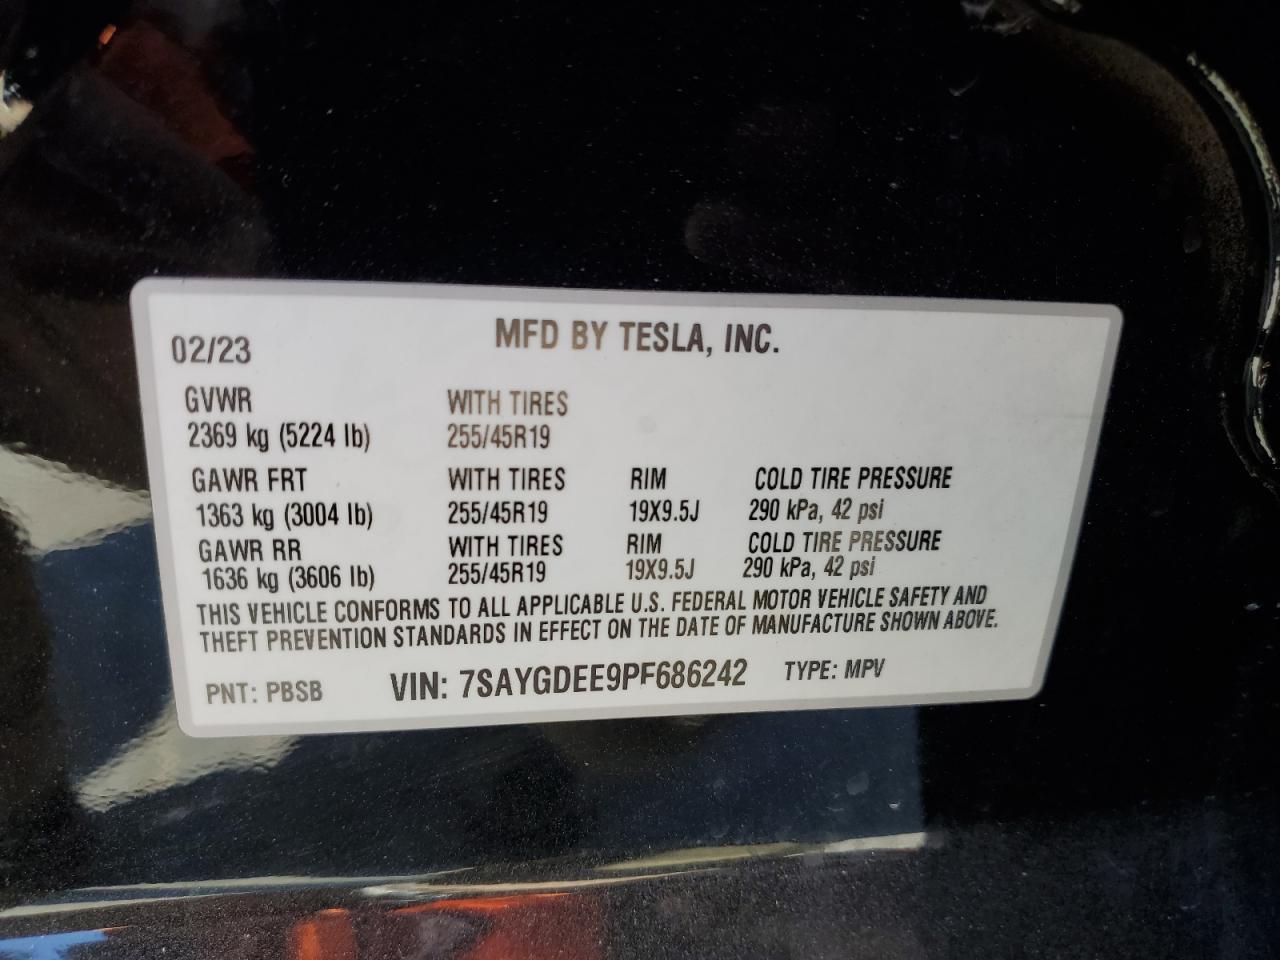 MFD BY TESLA, INC.
02/23
GVWR WITH TIRES
2369 kg (5224 lb) 255/45R19
GAWR FRT WITH TIRES RIM COLD TIRE PRESSURE
1363 kg (3004 lb) 255/45R19 19X9.5J 290 kPa, 42 psi
GAWR RR WITH TIRES RIM COLD TIRE PRESSURE
1636 kg (3606 lb) 255/45R19 19X9.5J 290 kPa, 42 psi
THIS VEHICLE CONFORMS TO ALL APPLICABLE U.S. FEDERAL MOTOR VEHICLE SAFETY AND
THEFT PREVENTION STANDARDS IN EFFECT ON THE DATE OF MANUFACTURE SHOWN ABOVE.
PNT: PBSB VIN: 7SAYGDEE9PF686242 TYPE: MPV